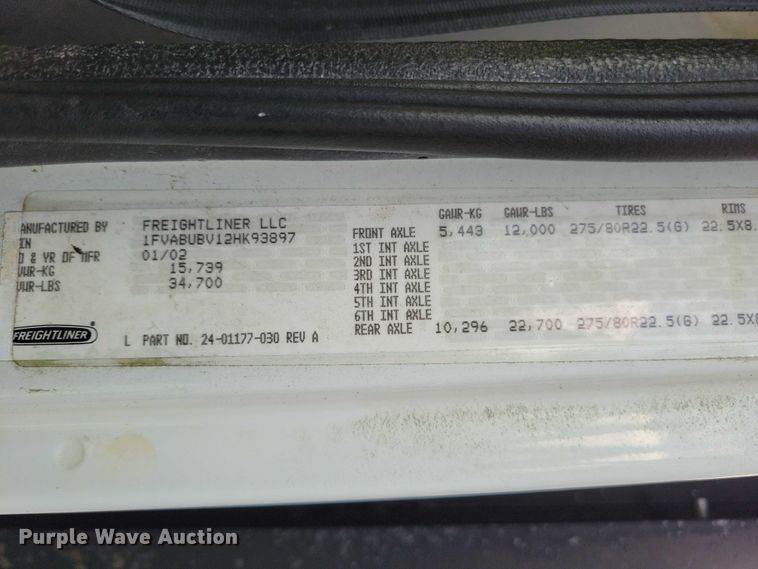 ANUFACTURED BY FREIGHTLINER LLC
IN 1FVABUBV12HK93897
O & YR OF MFR 01/02
VWR-KG 15,739
VWR-LBS 34,700
FREIGHTLINER
L PART NO. 24-01177-030 REV A
GAWR-KG GAWR-LBS TIRES RIMS
FRONT AXLE 5,443 12,000 275/80R22.5(G) 22.5X8.
1ST INT AXLE
2ND INT AXLE
3RD INT AXLE
4TH INT AXLE
5TH INT AXLE
6TH INT AXLE
REAR AXLE 10,296 22,700 275/80R22.5(G) 22.5X8
Purple Wave Auction